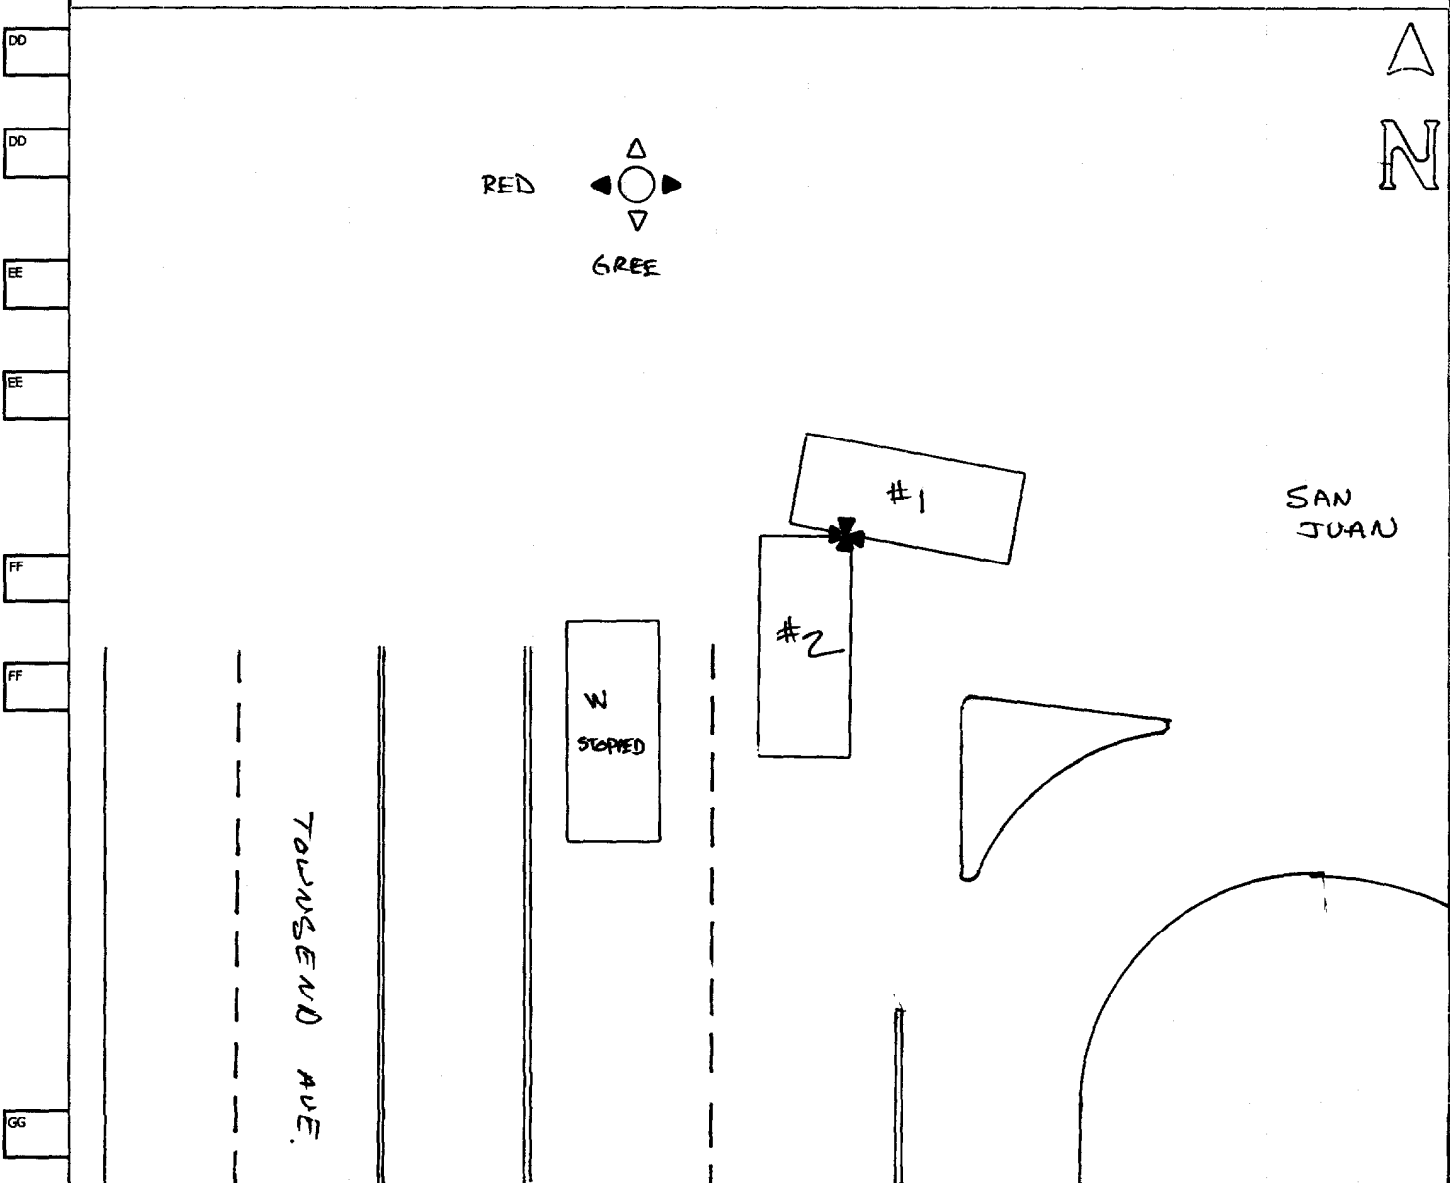 DD
N
DD
RED
GREE
EE
EE
#1
SAN
JUAN
FF
#2
FF
W
STOPPED
TOWNSEND AVE.
GG